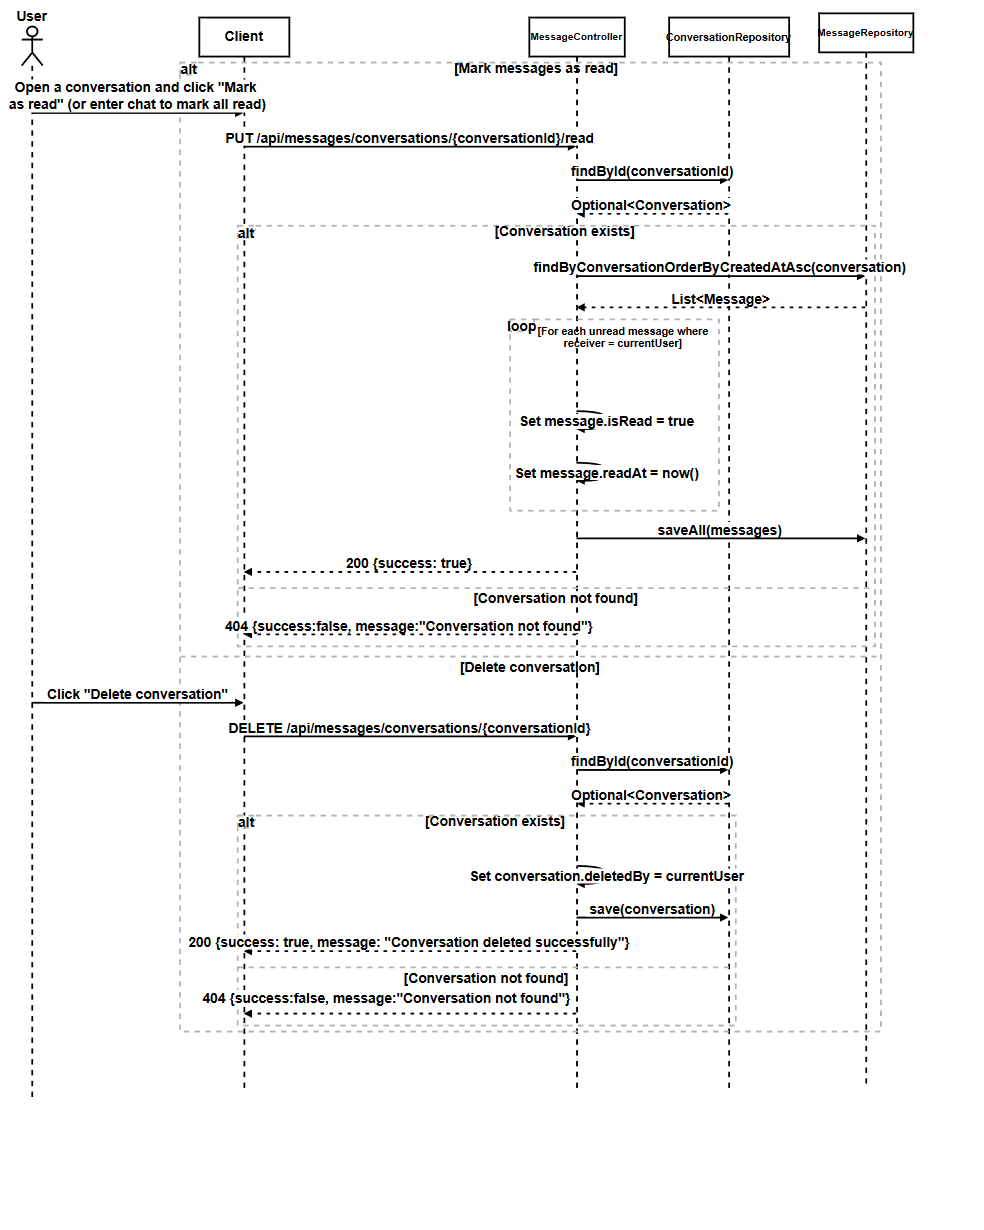 User
Client
MessageController
ConversationRepository
MessageRepository
alt
[Mark messages as read]
Open a conversation and click "Mark
as read" (or enter chat to mark all read)
PUT /api/messages/conversations/{conversationId}/read
findById(conversationId)
Optional<Conversation>
alt
[Conversation exists]
findByConversationOrderByCreatedAtAsc(conversation)
List<Message>
loop
[For each unread message where
receiver = currentUser]
Set message.isRead = true
Set message.readAt = now()
saveAll(messages)
200 {success: true}
[Conversation not found]
404 {success:false, message:"Conversation not found"}
[Delete conversation]
Click "Delete conversation"
DELETE /api/messages/conversations/{conversationId}
findById(conversationId)
Optional<Conversation>
alt
[Conversation exists]
Set conversation.deletedBy = currentUser
save(conversation)
200 {success: true, message: "Conversation deleted successfully"}
[Conversation not found]
404 {success:false, message:"Conversation not found"}